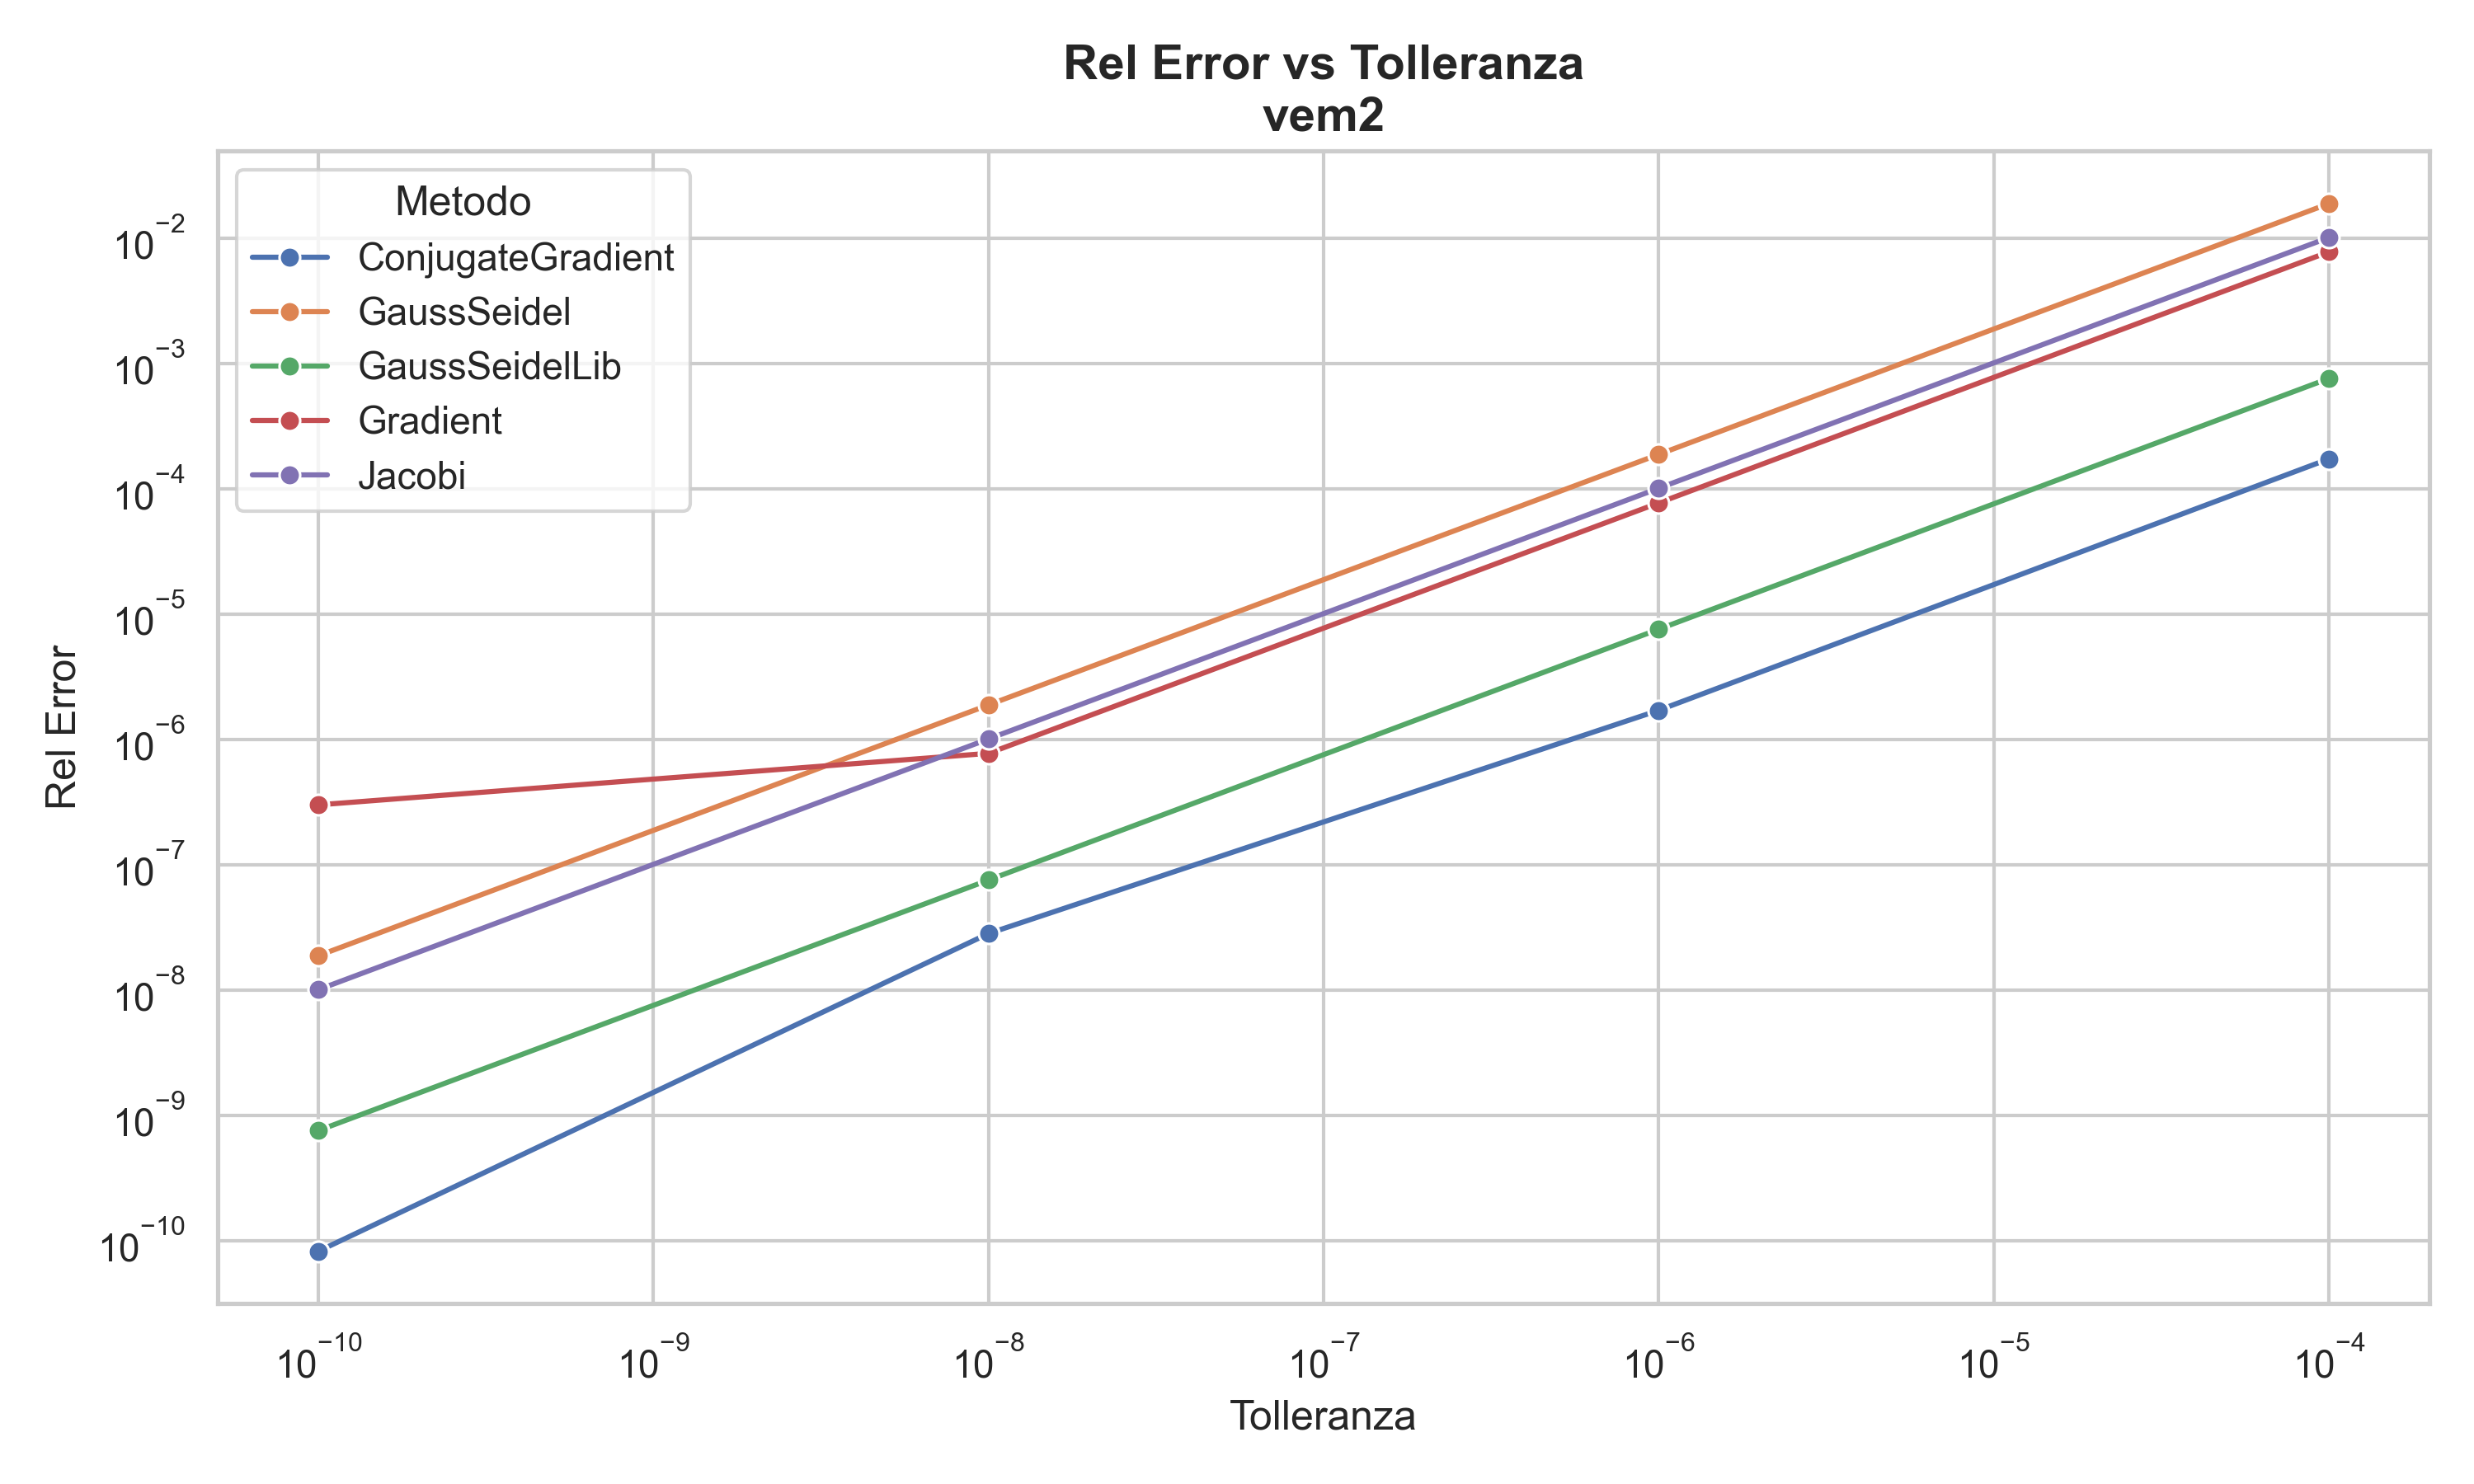 Rel Error vs Tolleranza
vem2
Metodo
ConjugateGradient
GaussSeidel
GaussSeidelLib
Gradient
Jacobi
Rel Error
10⁻²
10⁻³
10⁻⁴
10⁻⁵
10⁻⁶
10⁻⁷
10⁻⁸
10⁻⁹
10⁻¹⁰
10⁻¹⁰ 10⁻⁹ 10⁻⁸ 10⁻⁷ 10⁻⁶ 10⁻⁵ 10⁻⁴
Tolleranza